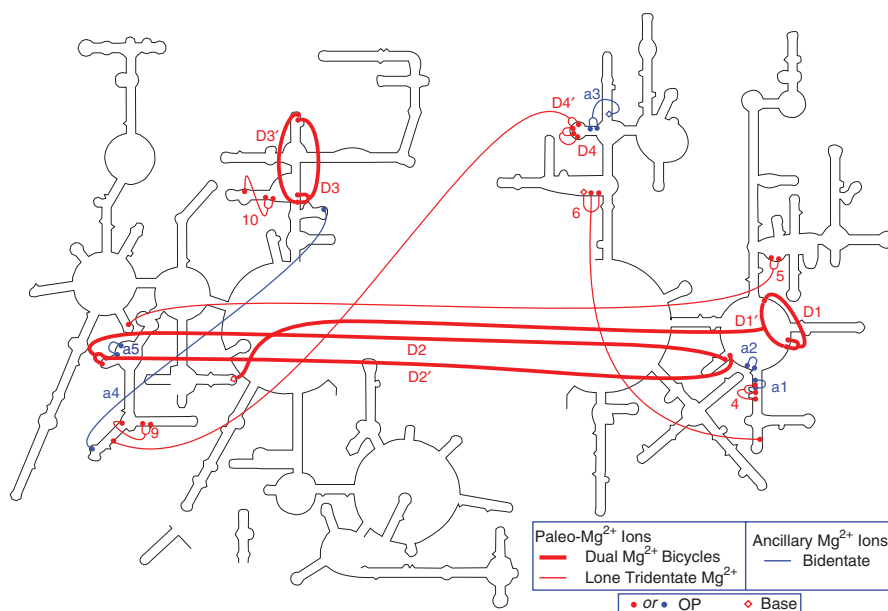 a3
D4′
D3′
D4
D3
6
10
5
D1′
D1
a5
D2
a2
D2′
a1
a4
4
9
Paleo-Mg²⁺ Ions
Dual Mg²⁺ Bicycles
Lone Tridentate Mg²⁺
Ancillary Mg²⁺ Ions
Bidentate
or OP
Base